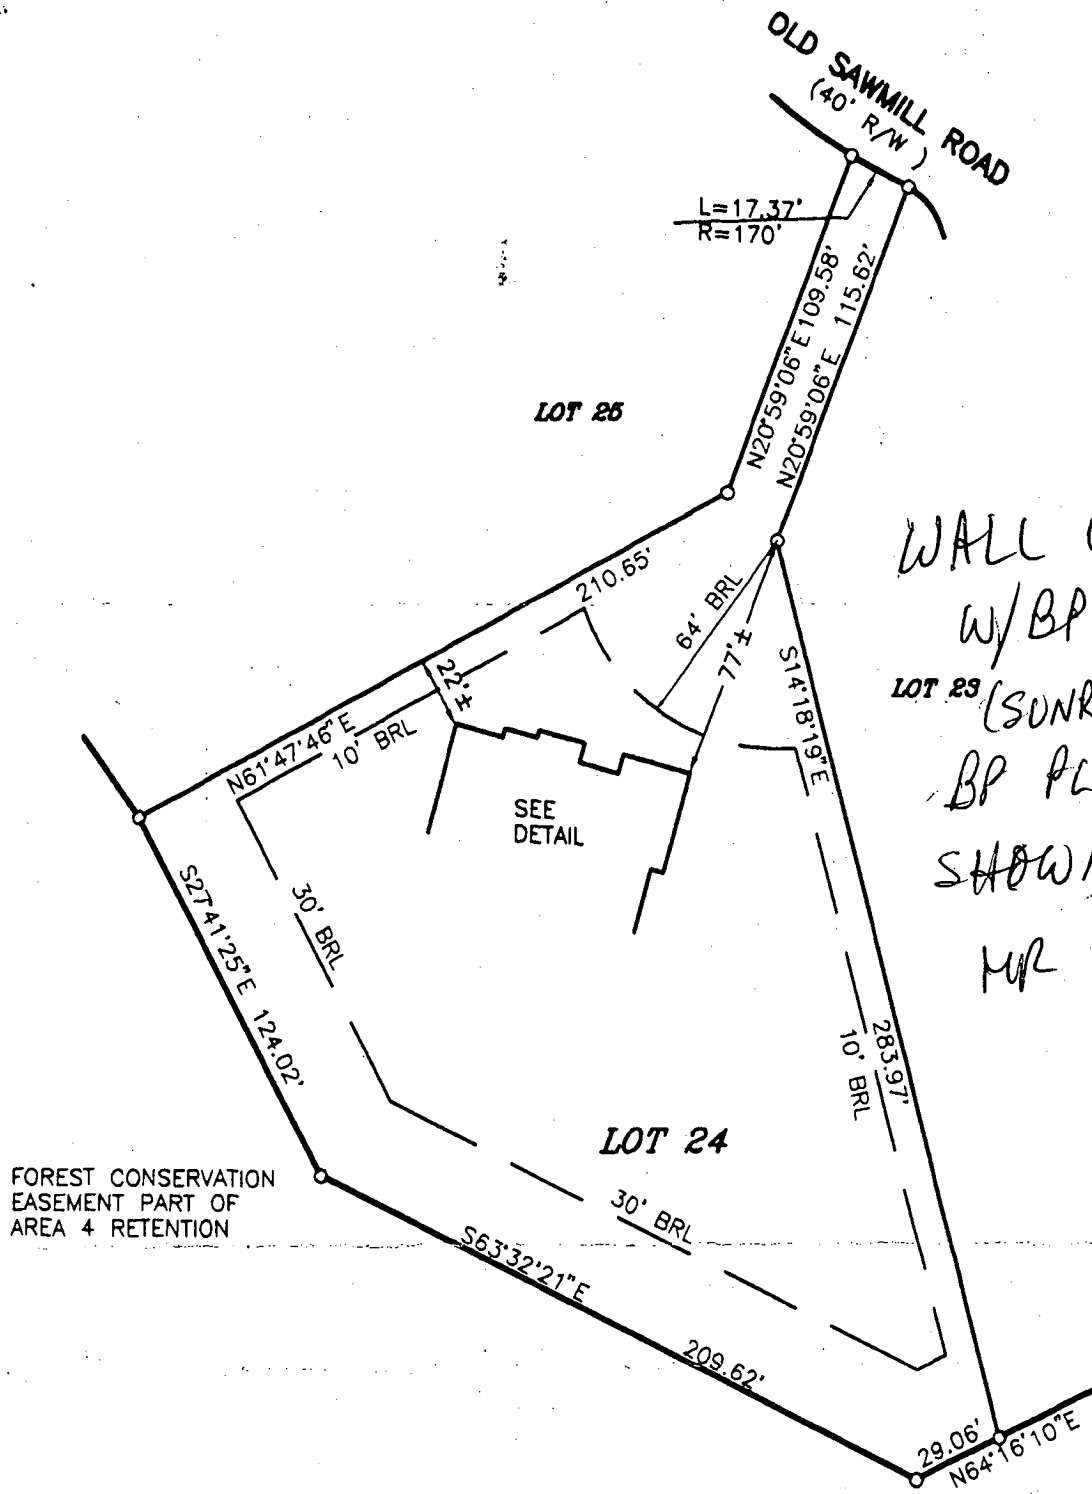 OLD SAWMILL ROAD
(40' R/W )
L=17.37'
R=170'
N20°59'06"E 109.58'
N20°59'06"E 115.62'
LOT 25
210.65'
64' BRL
77'±
22'±
N61°47'46"E
10' BRL
S14°18'19"E
283.97'
10' BRL
WALL
W/BP
LOT 23
BP
SEE
DETAIL
30' BRL
S27°41'25"E 124.02'
LOT 24
FOREST CONSERVATION
EASEMENT PART OF
AREA 4 RETENTION
30' BRL
S63°32'21"E
209.62'
29.06'
N64°16'10"E